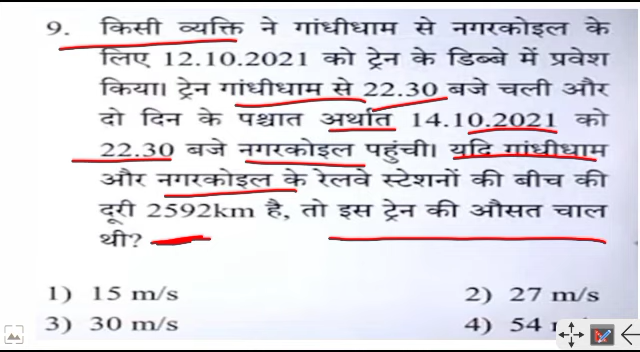 9. किसी व्यक्ति ने गांधीधाम से नगरकोइल के
लिए 12.10.2021 को ट्रेन के डिब्बे में प्रवेश
किया। ट्रेन गांधीधाम से 22.30 बजे चली और
दो दिन के पश्चात अर्थात 14.10.2021 को
22.30 बजे नगरकोइल पहुंची। यदि गांधीधाम
और नगरकोइल के रेलवे स्टेशनों की बीच की
दूरी 2592km है, तो इस ट्रेन की औसत चाल
थी?
1) 15 m/s 2) 27 m/s
3) 30 m/s 4) 54